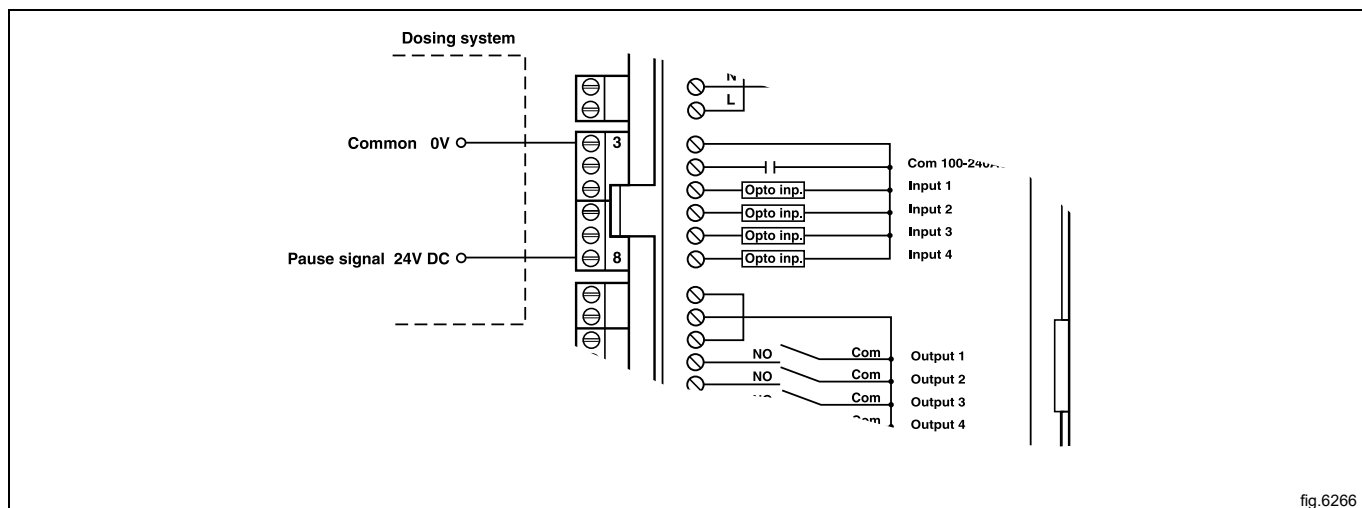 Dosing system
N
L
Common 0V
3
Com
Opto inp. Input 1
Opto inp. Input 2
Opto inp. Input 3
Pause signal 24V DC
8
Opto inp. Input 4
NO Com Output 1
NO Com Output 2
Com Output 3
Output 4
fig.6266